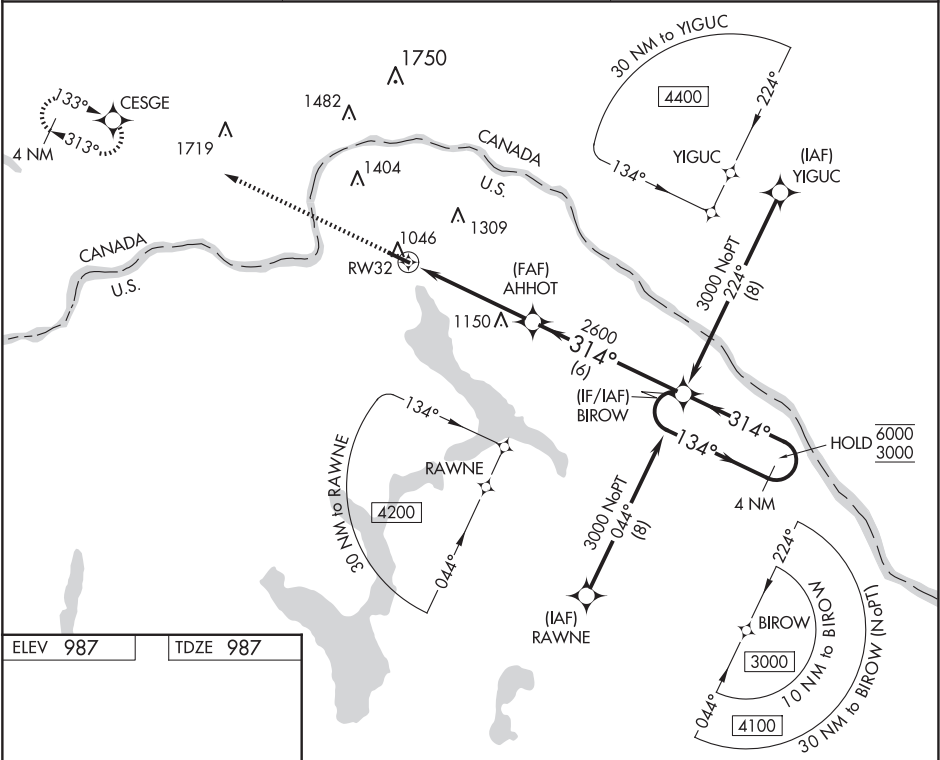 1750
30 NM to YIGUC
4400
224°
134°
YIGUC
(IAF)
YIGUC
133°
CESGE
313°
4 NM
1482
1719
1404
CANADA
U.S.
1309
CANADA
U.S.
1046
RW32
(FAF)
AHHOT
1150
3000 NoPT
224°
(8)
2600
314°
(6)
(IF/IAF)
BIROW
314°
134°
HOLD 6000
3000
4 NM
134°
RAWNE
4200
30 NM to RAWNE
044°
3000 NoPT
044°
(8)
(IAF)
RAWNE
224°
BIROW
3000
10 NM to BIROW
044°
4100
30 NM to BIROW (NoPT)
ELEV 987
TDZE 987